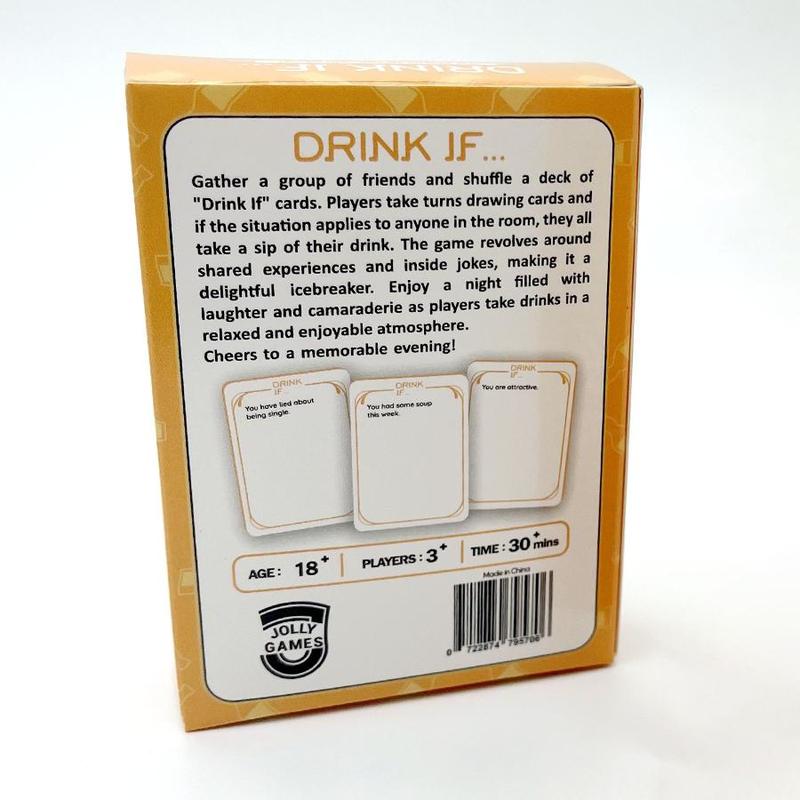 DRINK IF...
DRINK IF...
Gather a group of friends and shuffle a deck of
"Drink If" cards. Players take turns drawing cards and
if the situation applies to anyone in the room, they all
take a sip of their drink. The game revolves around
shared experiences and inside jokes, making it a
delightful icebreaker. Enjoy a night filled with
laughter and camaraderie as players take drinks in a
relaxed and enjoyable atmosphere.
Cheers to a memorable evening!
DRINK
IF...
You have lied about
being single.
DRINK
IF...
You had some soup
this week.
DRINK
IF...
You are attractive.
AGE: 18+
PLAYERS: 3+
TIME: 30+ mins
Made in China
JOLLY
GAMES
0 722874 795706